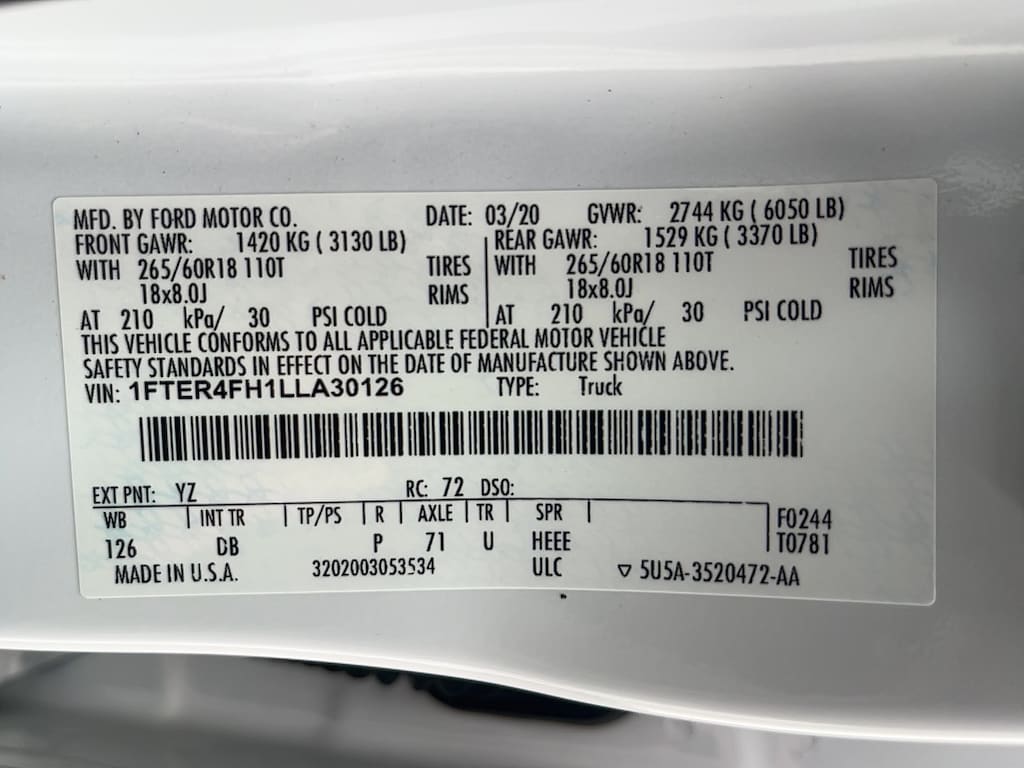 MFD. BY FORD MOTOR CO. DATE: 03/20 GVWR: 2744 KG ( 6050 LB)
FRONT GAWR: 1420 KG ( 3130 LB) REAR GAWR: 1529 KG ( 3370 LB)
WITH 265/60R18 110T TIRES WITH 265/60R18 110T TIRES
18x8.0J RIMS 18x8.0J RIMS
AT 210 kPa/ 30 PSI COLD AT 210 kPa/ 30 PSI COLD
THIS VEHICLE CONFORMS TO ALL APPLICABLE FEDERAL MOTOR VEHICLE
SAFETY STANDARDS IN EFFECT ON THE DATE OF MANUFACTURE SHOWN ABOVE.
VIN: 1FTER4FH1LLA30126 TYPE: Truck
EXT PNT: YZ RC: 72 DSO:
WB INT TR TP/PS R AXLE TR SPR F0244
126 DB P 71 U HEEE T0781
MADE IN U.S.A. 3202003053534 ULC ▽ 5U5A-3520472-AA